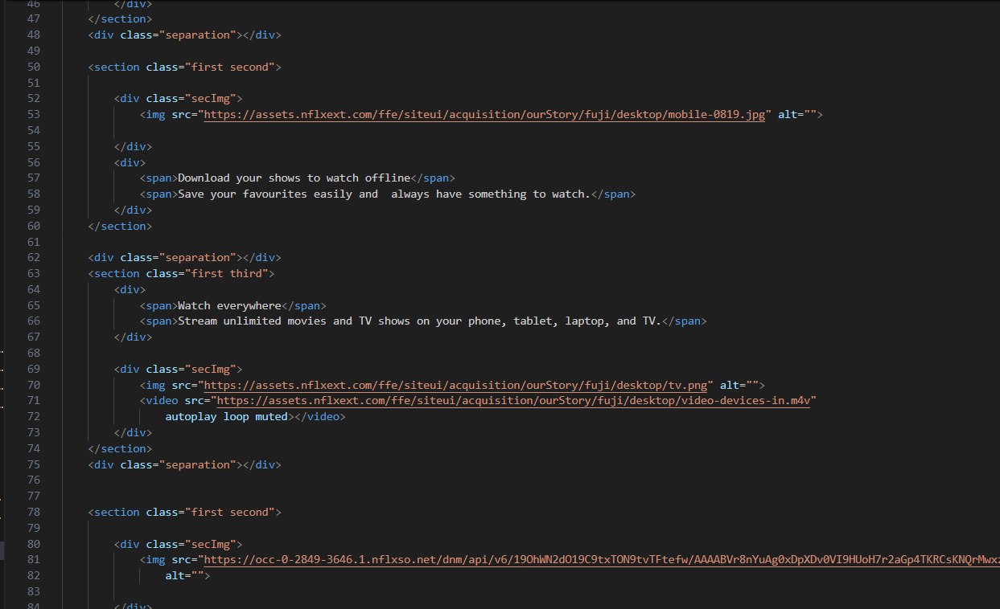 46 </div>
47 </section>
48 <div class="separation"></div>
49
50 <section class="first second">
51
52 <div class="secImg">
53 <img src="https://assets.nflxext.com/ffe/siteui/acquisition/ourStory/fuji/desktop/mobile-0819.jpg" alt="">
54
55 </div>
56 <div>
57 <span>Download your shows to watch offline</span>
58 <span>Save your favourites easily and  always have something to watch.</span>
59 </div>
60 </section>
61
62 <div class="separation"></div>
63 <section class="first third">
64 <div>
65 <span>Watch everywhere</span>
66 <span>Stream unlimited movies and TV shows on your phone, tablet, laptop, and TV.</span>
67 </div>
68
69 <div class="secImg">
70 <img src="https://assets.nflxext.com/ffe/siteui/acquisition/ourStory/fuji/desktop/tv.png" alt="">
71 <video src="https://assets.nflxext.com/ffe/siteui/acquisition/ourStory/fuji/desktop/video-devices-in.m4v"
72 autoplay loop muted></video>
73 </div>
74 </section>
75 <div class="separation"></div>
76
77
78 <section class="first second">
79
80 <div class="secImg">
81 <img src="https://occ-0-2849-3646.1.nflxso.net/dnm/api/v6/19OhWN2dO19C9txTON9tvTFtefw/AAAABVr8nYuAg0xDpXDv0VI9HUoH7r2aGp4TKRCsKNQrMwxz
82 alt="">
83
84 </div>